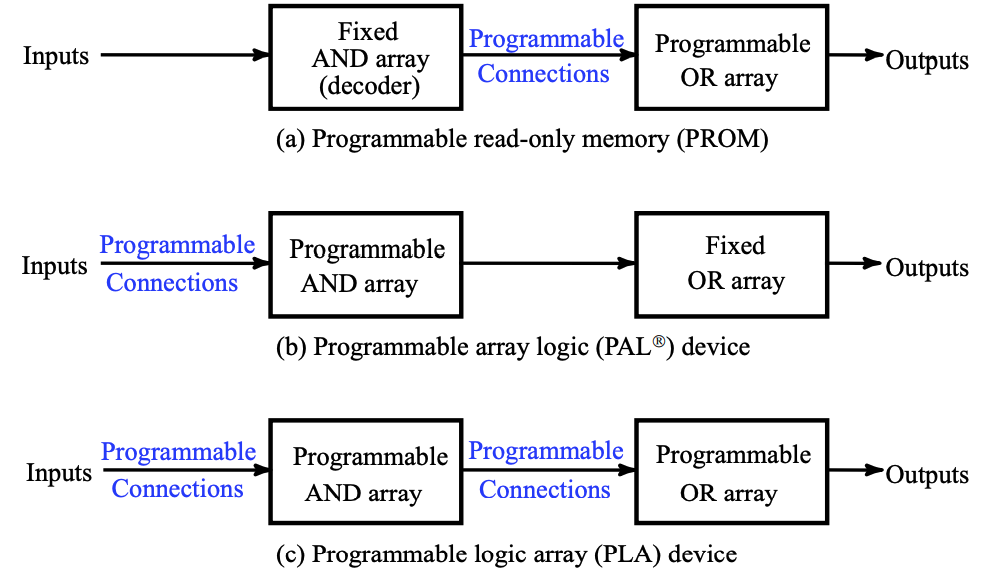 Inputs
Fixed
AND array
(decoder)
Programmable
Connections
Programmable
OR array
Outputs
(a) Programmable read-only memory (PROM)
Inputs
Programmable
Connections
Programmable
AND array
Fixed
OR array
Outputs
(b) Programmable array logic (PAL®) device
Inputs
Programmable
Connections
Programmable
AND array
Programmable
Connections
Programmable
OR array
Outputs
(c) Programmable logic array (PLA) device